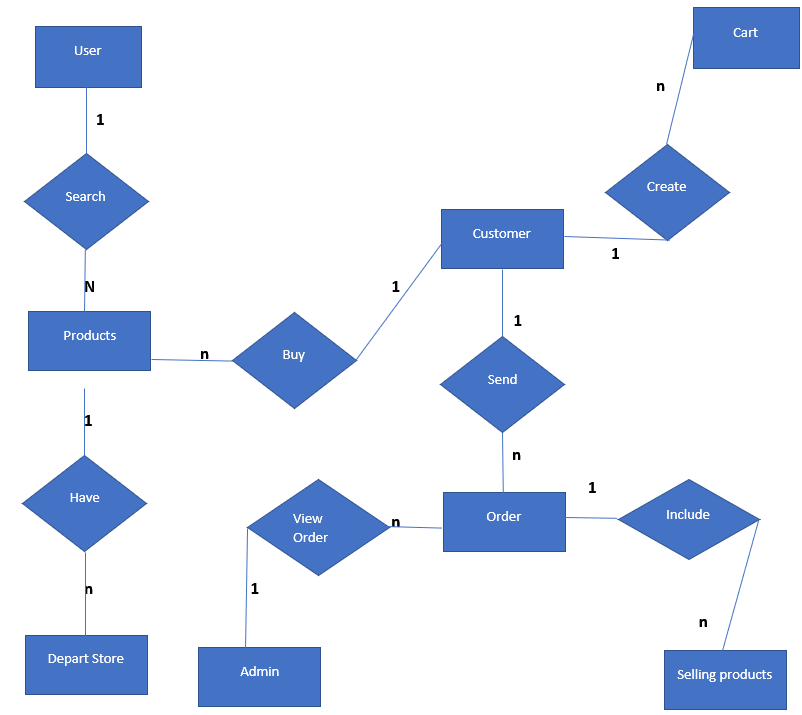 Cart
User
n
1
Create
Search
Customer
1
N
1
1
Products
n
Buy
Send
1
n
1
Have
View
Order
n
Order
Include
n
1
n
Depart Store
Admin
Selling products